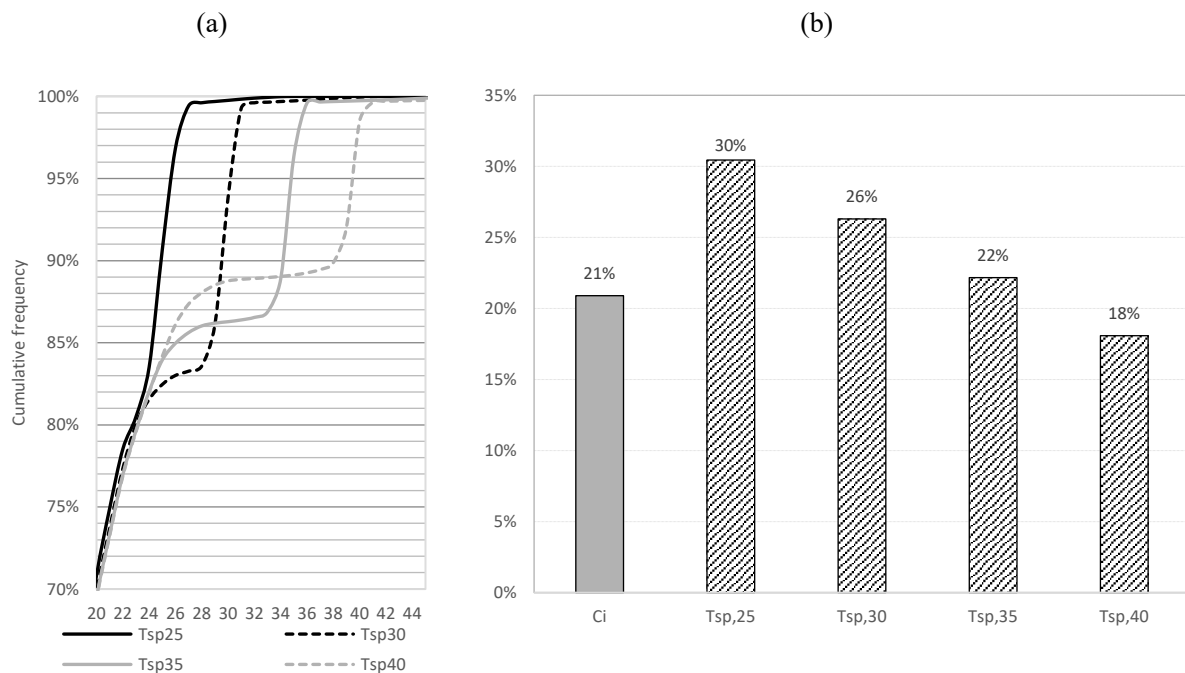 (a)
(b)
100%
95%
90%
85%
80%
75%
70%
Cumulative frequency
20 22 24 26 28 30 32 34 36 38 40 42 44
Tsp25 Tsp30
Tsp35 Tsp40
35%
30%
25%
20%
15%
10%
5%
0%
21%
30%
26%
22%
18%
Ci Tsp,25 Tsp,30 Tsp,35 Tsp,40